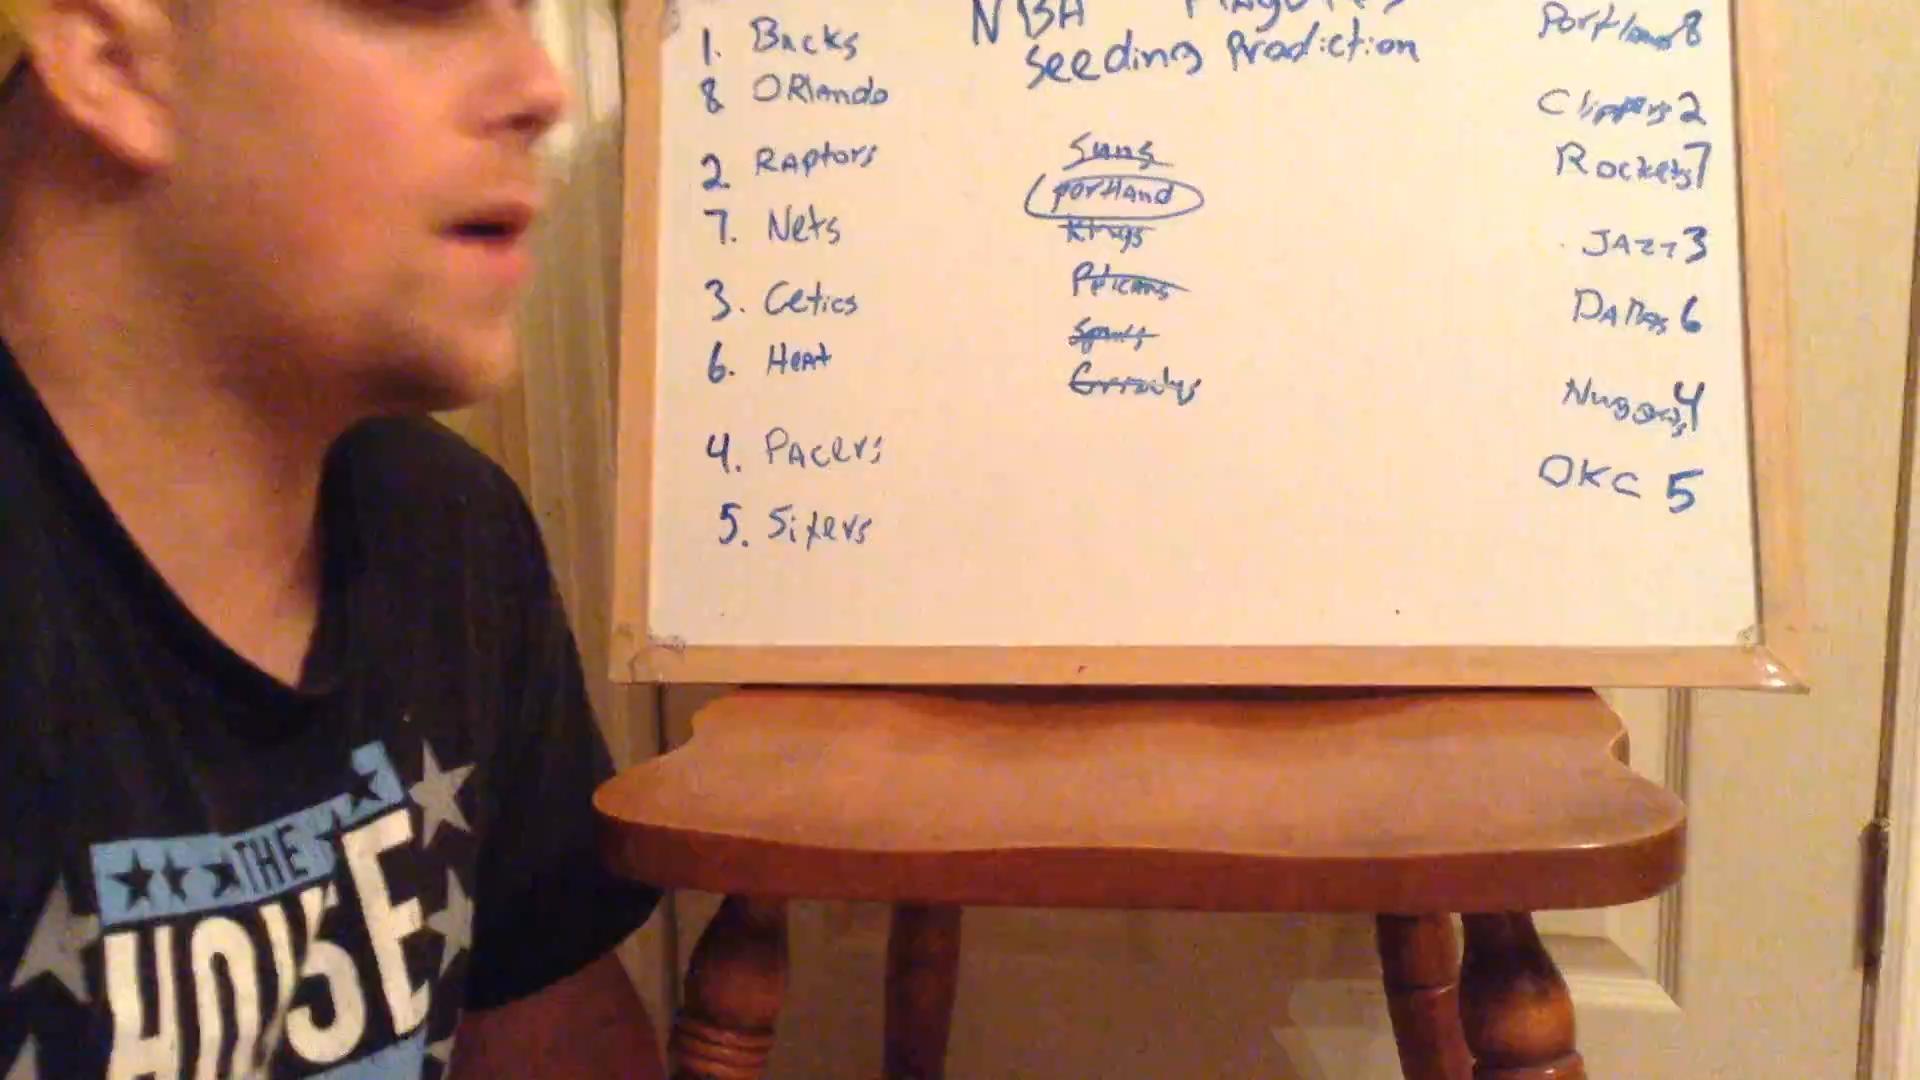 1. Bucks
8 ORlando
2. RAptors
7. Nets
3. Cetics
6. Heat
4. PAcers
5. Sixers
NBA Playoffs
Seeding Prediction
Suns
portland
Kings
Pelicans
Spurs
Portland 8
Clippers 2
Rockets 7
JAzz 3
DAllas 6
Nuggets 4
OKC 5
THE
HOUSE